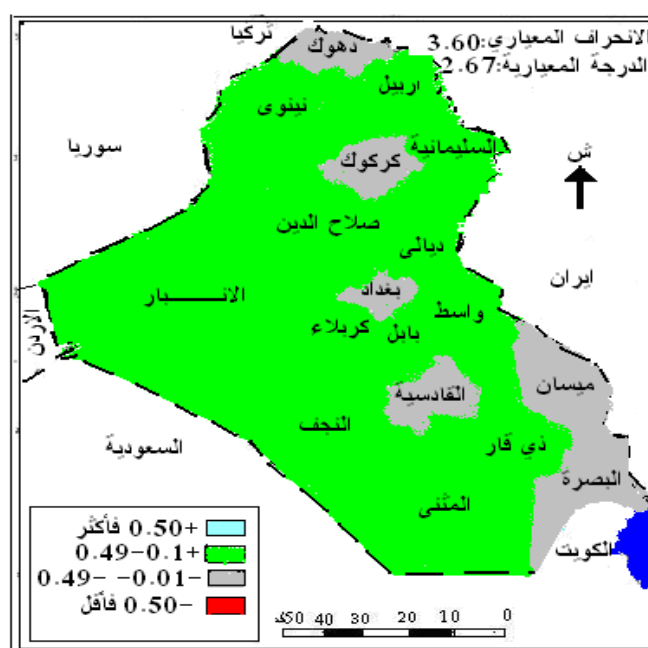 الانحراف المعياري:3.60
الدرجة المعيارية:2.67
تركيا
دهوك
اربيل
نينوى
سوريا
السليمانية
كركوك
ش
صلاح الدين
ديالى
ايران
بغداد
الانـــــــبار
واسط
كربلاء
بابل
الاردن
ميسان
القادسية
النجف
ذي قار
السعودية
البصرة
المثنى
الكويت
+0.50 فأكثر
+0.1–0.49
-0.01- -0.49
-0.50 فأقل
50 40 30 20 10 0